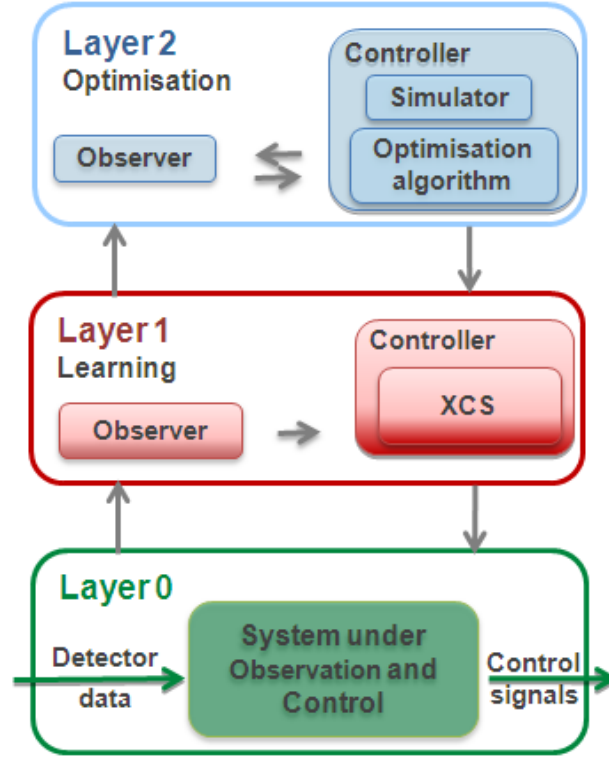 Layer 2
Optimisation
Controller
Simulator
Observer
Optimisation
algorithm
Layer 1
Learning
Controller
XCS
Observer
Layer 0
System under
Observation and
Control
Detector
data
Control
signals